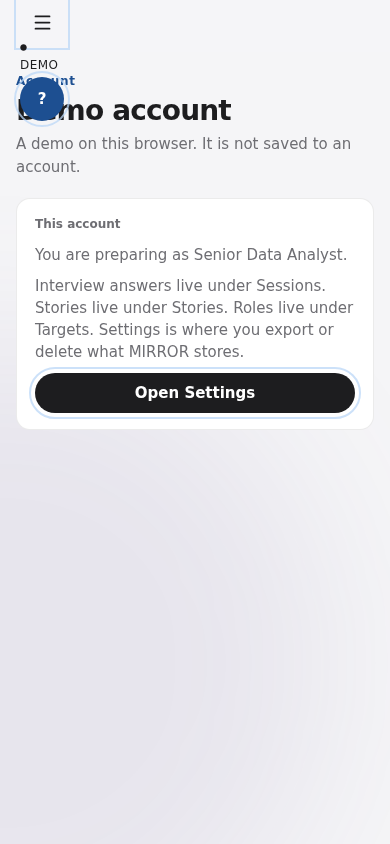 DEMO
Account
?
Demo account
A demo on this browser. It is not saved to an
account.
This account
You are preparing as Senior Data Analyst.
Interview answers live under Sessions.
Stories live under Stories. Roles live under
Targets. Settings is where you export or
delete what MIRROR stores.
Open Settings